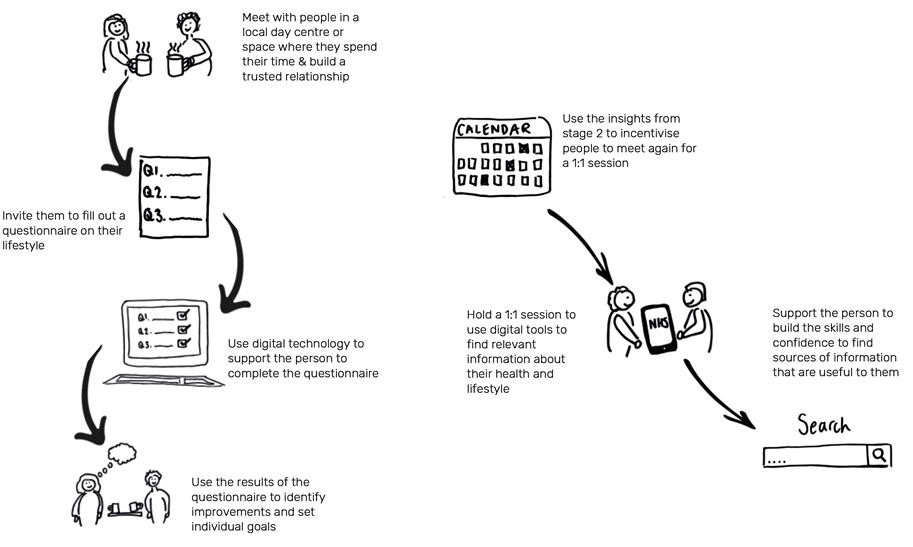 Meet with people in a
local day centre or
space where they spend
their time & build a
trusted relationship
Q1.
Q2.
Q3.
Invite them to fill out a
questionnaire on their
lifestyle
Q1.
Q2.
Q3.
Use digital technology to
support the person to
complete the questionnaire
Use the results of the
questionnaire to identify
improvements and set
individual goals
CALENDAR
Use the insights from
stage 2 to incentivise
people to meet again for
a 1:1 session
Hold a 1:1 session to
use digital tools to
find relevant
information about
their health and
lifestyle
NHS
Support the person to
build the skills and
confidence to find
sources of information
that are useful to them
Search
....